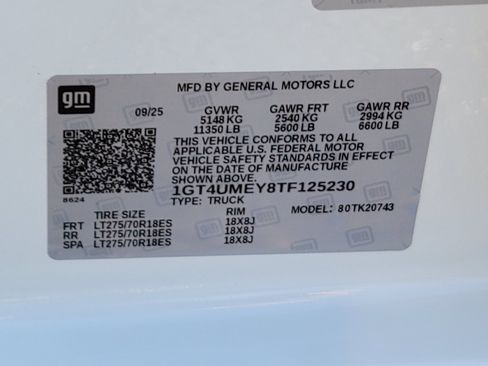 gm
MFD BY GENERAL MOTORS LLC
09/25 GVWR GAWR FRT GAWR RR
5148 KG 2540 KG 2994 KG
11350 LB 5600 LB 6600 LB
THIS VEHICLE CONFORMS TO ALL
APPLICABLE U.S. FEDERAL MOTOR
VEHICLE SAFETY STANDARDS IN EFFECT
ON THE DATE OF MANUFACTURE
SHOWN ABOVE.
1GT4UMEY8TF125230
8624 TYPE: TRUCK
TIRE SIZE RIM MODEL: 80TK20743
FRT LT275/70R18ES 18X8J
RR LT275/70R18ES 18X8J
SPA LT275/70R18ES 18X8J